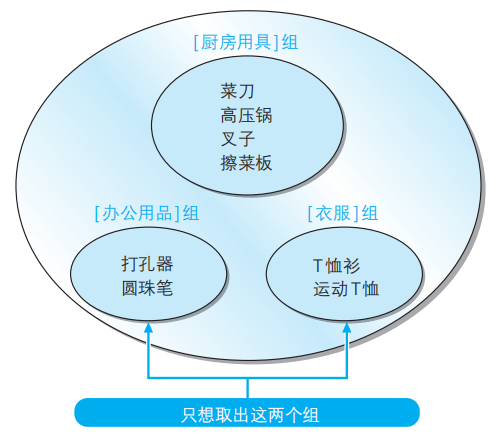 [厨房用具]组
菜刀
高压锅
叉子
擦菜板
[办公用品]组
打孔器
圆珠笔
[衣服]组
T恤衫
运动T恤
只想取出这两个组